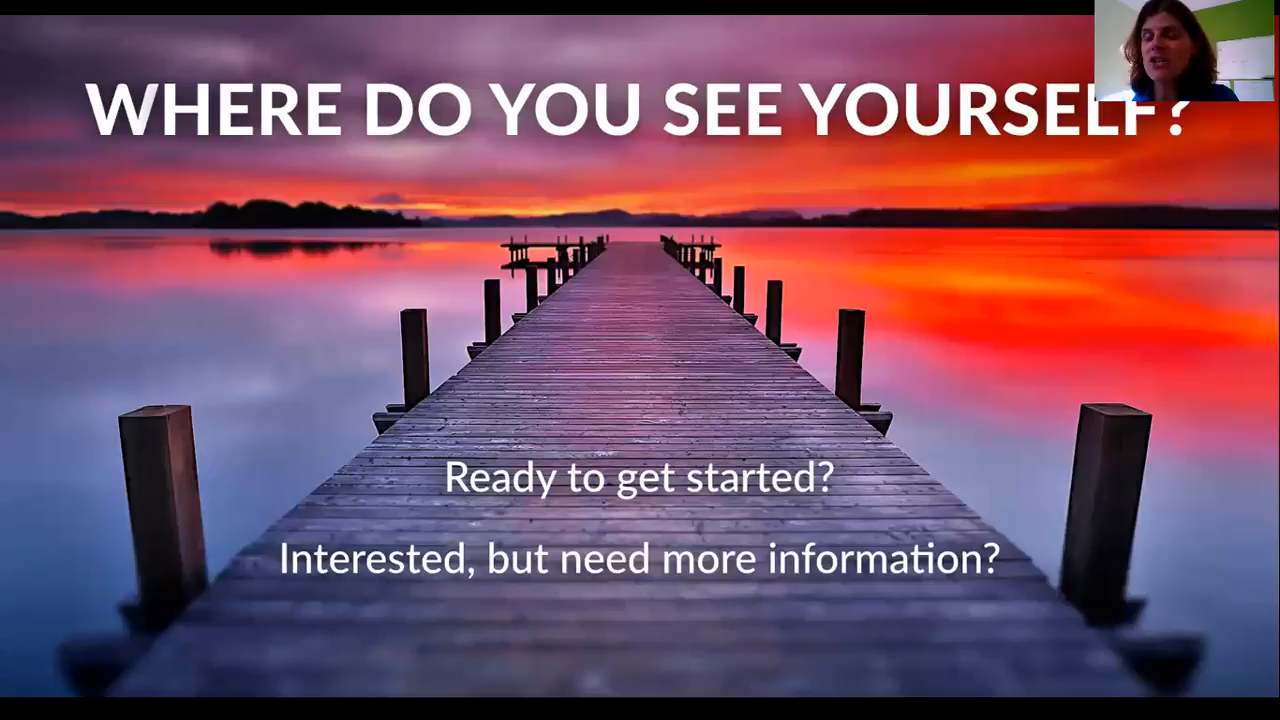 WHERE DO YOU SEE YOURSELF?
Ready to get started?
Interested, but need more information?